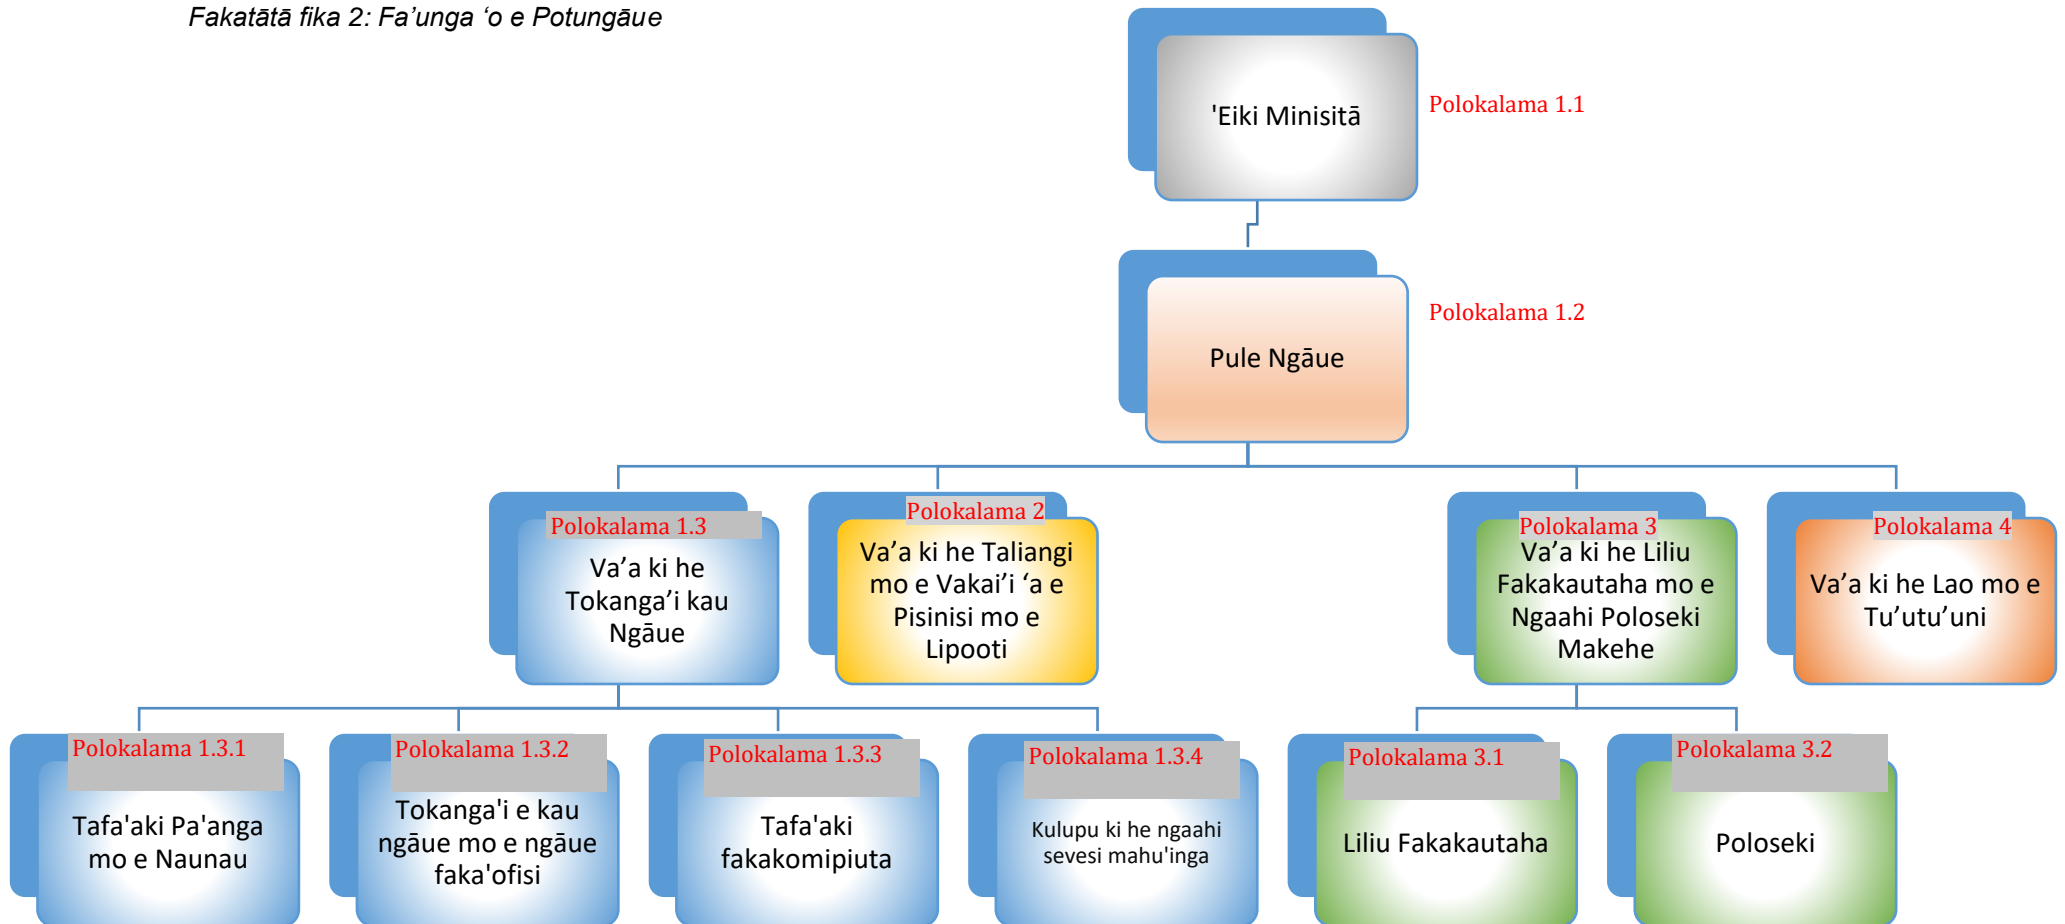 Fakatātā fika 2: Fa’unga ‘o e Potungāue
'Eiki Minisitā
Polokalama 1.1
Pule Ngāue
Polokalama 1.2
Polokalama 1.3
Va’a ki he
Tokanga’i kau
Ngāue
Polokalama 2
Va’a ki he Taliangi
mo e Vakai’i ‘a e
Pisinisi mo e
Lipooti
Polokalama 3
Va’a ki he Liliu
Fakakautaha mo e
Ngaahi Poloseki
Makehe
Polokalama 4
Va’a ki he Lao mo e
Tu’utu’uni
Polokalama 1.3.1
Tafa'aki Pa'anga
mo e Naunau
Polokalama 1.3.2
Tokanga'i e kau
ngāue mo e ngāue
faka'ofisi
Polokalama 1.3.3
Tafa'aki
fakakomipiuta
Polokalama 1.3.4
Kulupu ki he ngaahi
sevesi mahu'inga
Polokalama 3.1
Liliu Fakakautaha
Polokalama 3.2
Poloseki